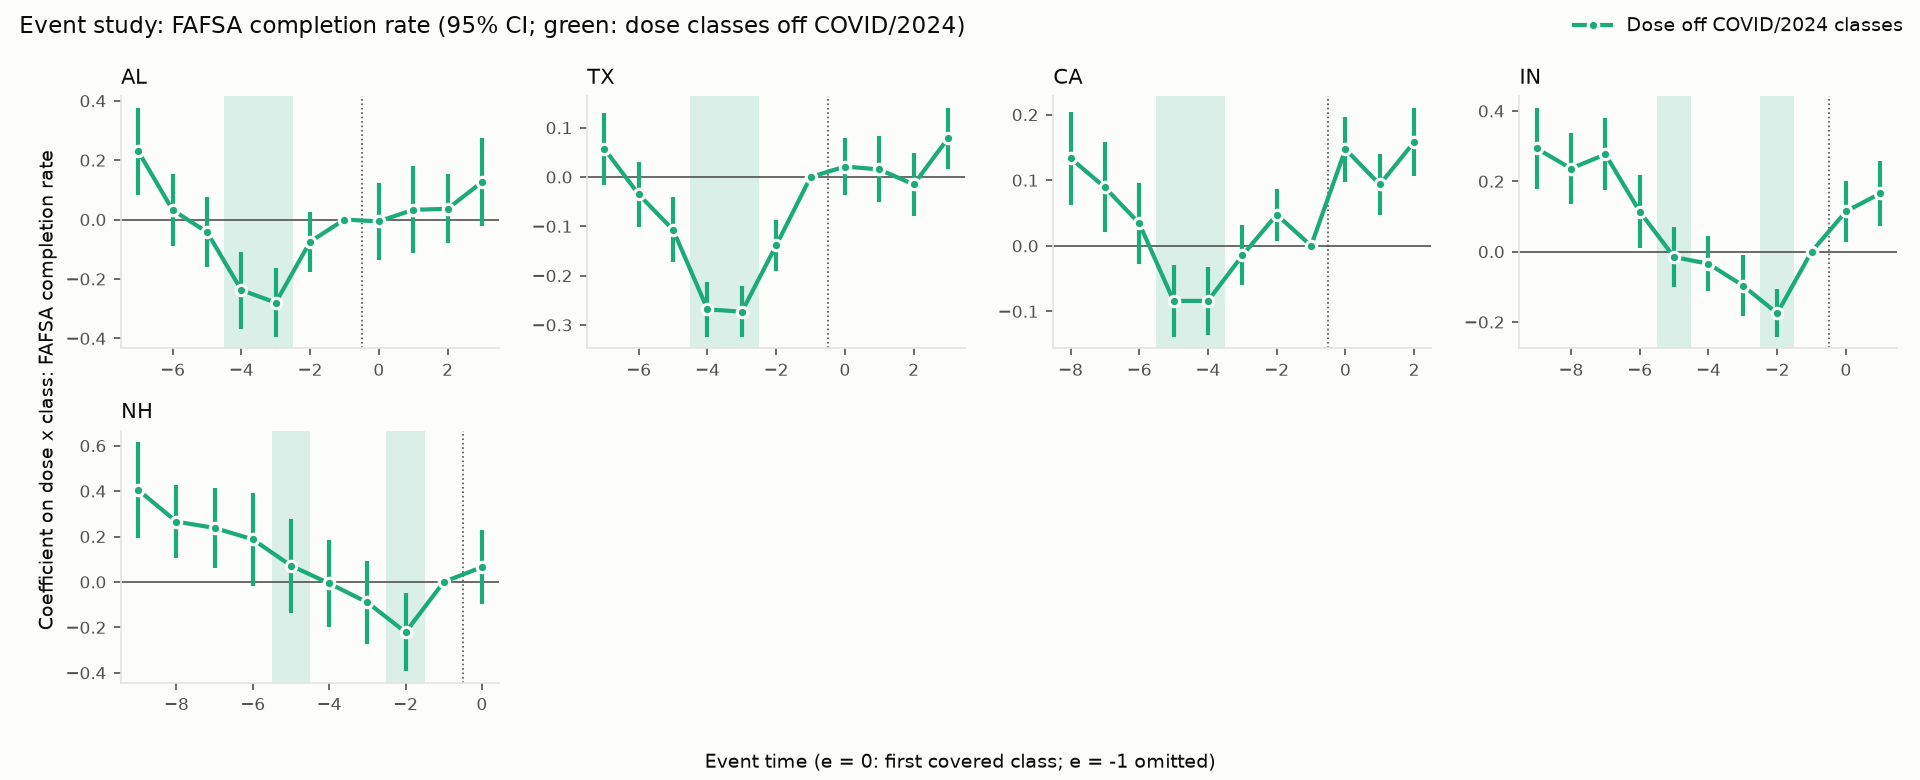 Event study: FAFSA completion rate (95% CI; green: dose classes off COVID/2024)
Dose off COVID/2024 classes
Coefficient on dose x class: FAFSA completion rate
AL
0.4
0.2
0.0
−0.2
−0.4
−6 −4 −2 0 2
TX
0.1
0.0
−0.1
−0.2
−0.3
−6 −4 −2 0 2
CA
0.2
0.1
0.0
−0.1
−8 −6 −4 −2 0 2
IN
0.4
0.2
0.0
−0.2
−8 −6 −4 −2 0
NH
0.6
0.4
0.2
0.0
−0.2
−0.4
−8 −6 −4 −2 0
Event time (e = 0: first covered class; e = -1 omitted)